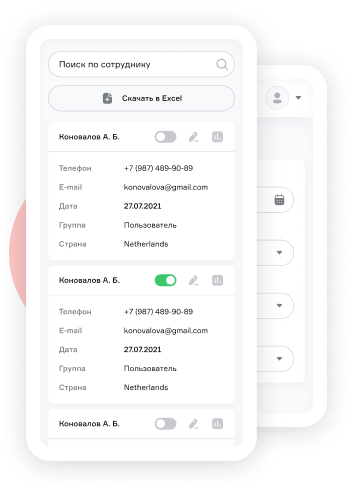 Поиск по сотруднику
Скачать в Excel
Коновалов А. Б.
Телефон +7 (987) 489-90-89
E-mail konovalova@gmail.com
Дата 27.07.2021
Группа Пользователь
Страна Netherlands
Коновалов А. Б.
Телефон +7 (987) 489-90-89
E-mail konovalova@gmail.com
Дата 27.07.2021
Группа Пользователь
Страна Netherlands
Коновалов А. Б.